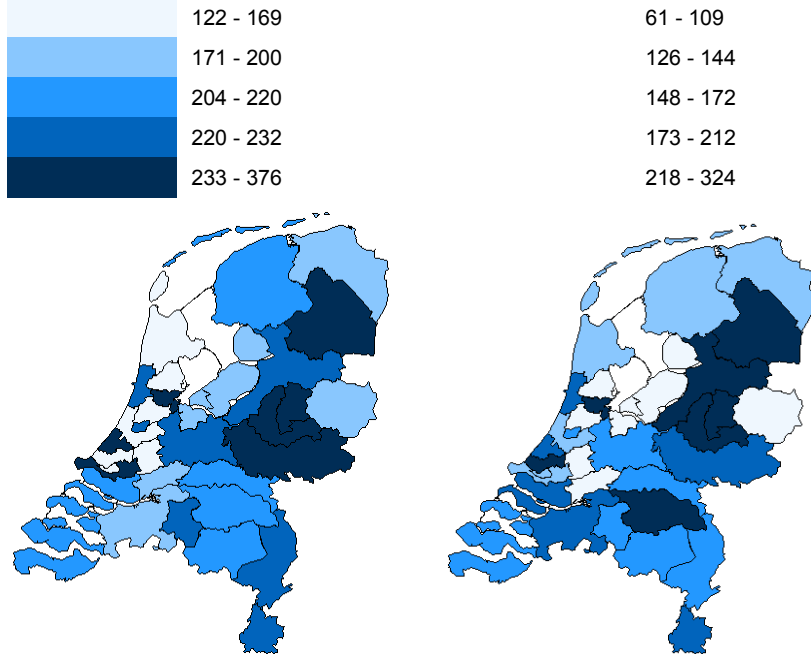 122 - 169 61 - 109
171 - 200 126 - 144
204 - 220 148 - 172
220 - 232 173 - 212
233 - 376 218 - 324